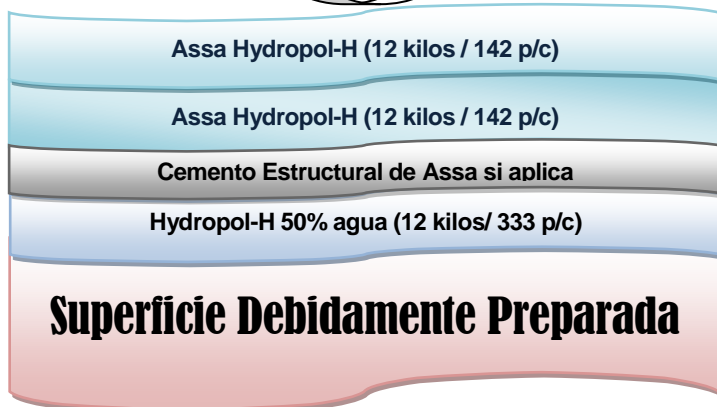 Assa Hydropol-H (12 kilos / 142 p/c)
Assa Hydropol-H (12 kilos / 142 p/c)
Cemento Estructural de Assa si aplica
Hydropol-H 50% agua (12 kilos/ 333 p/c)
Superficie Debidamente Preparada